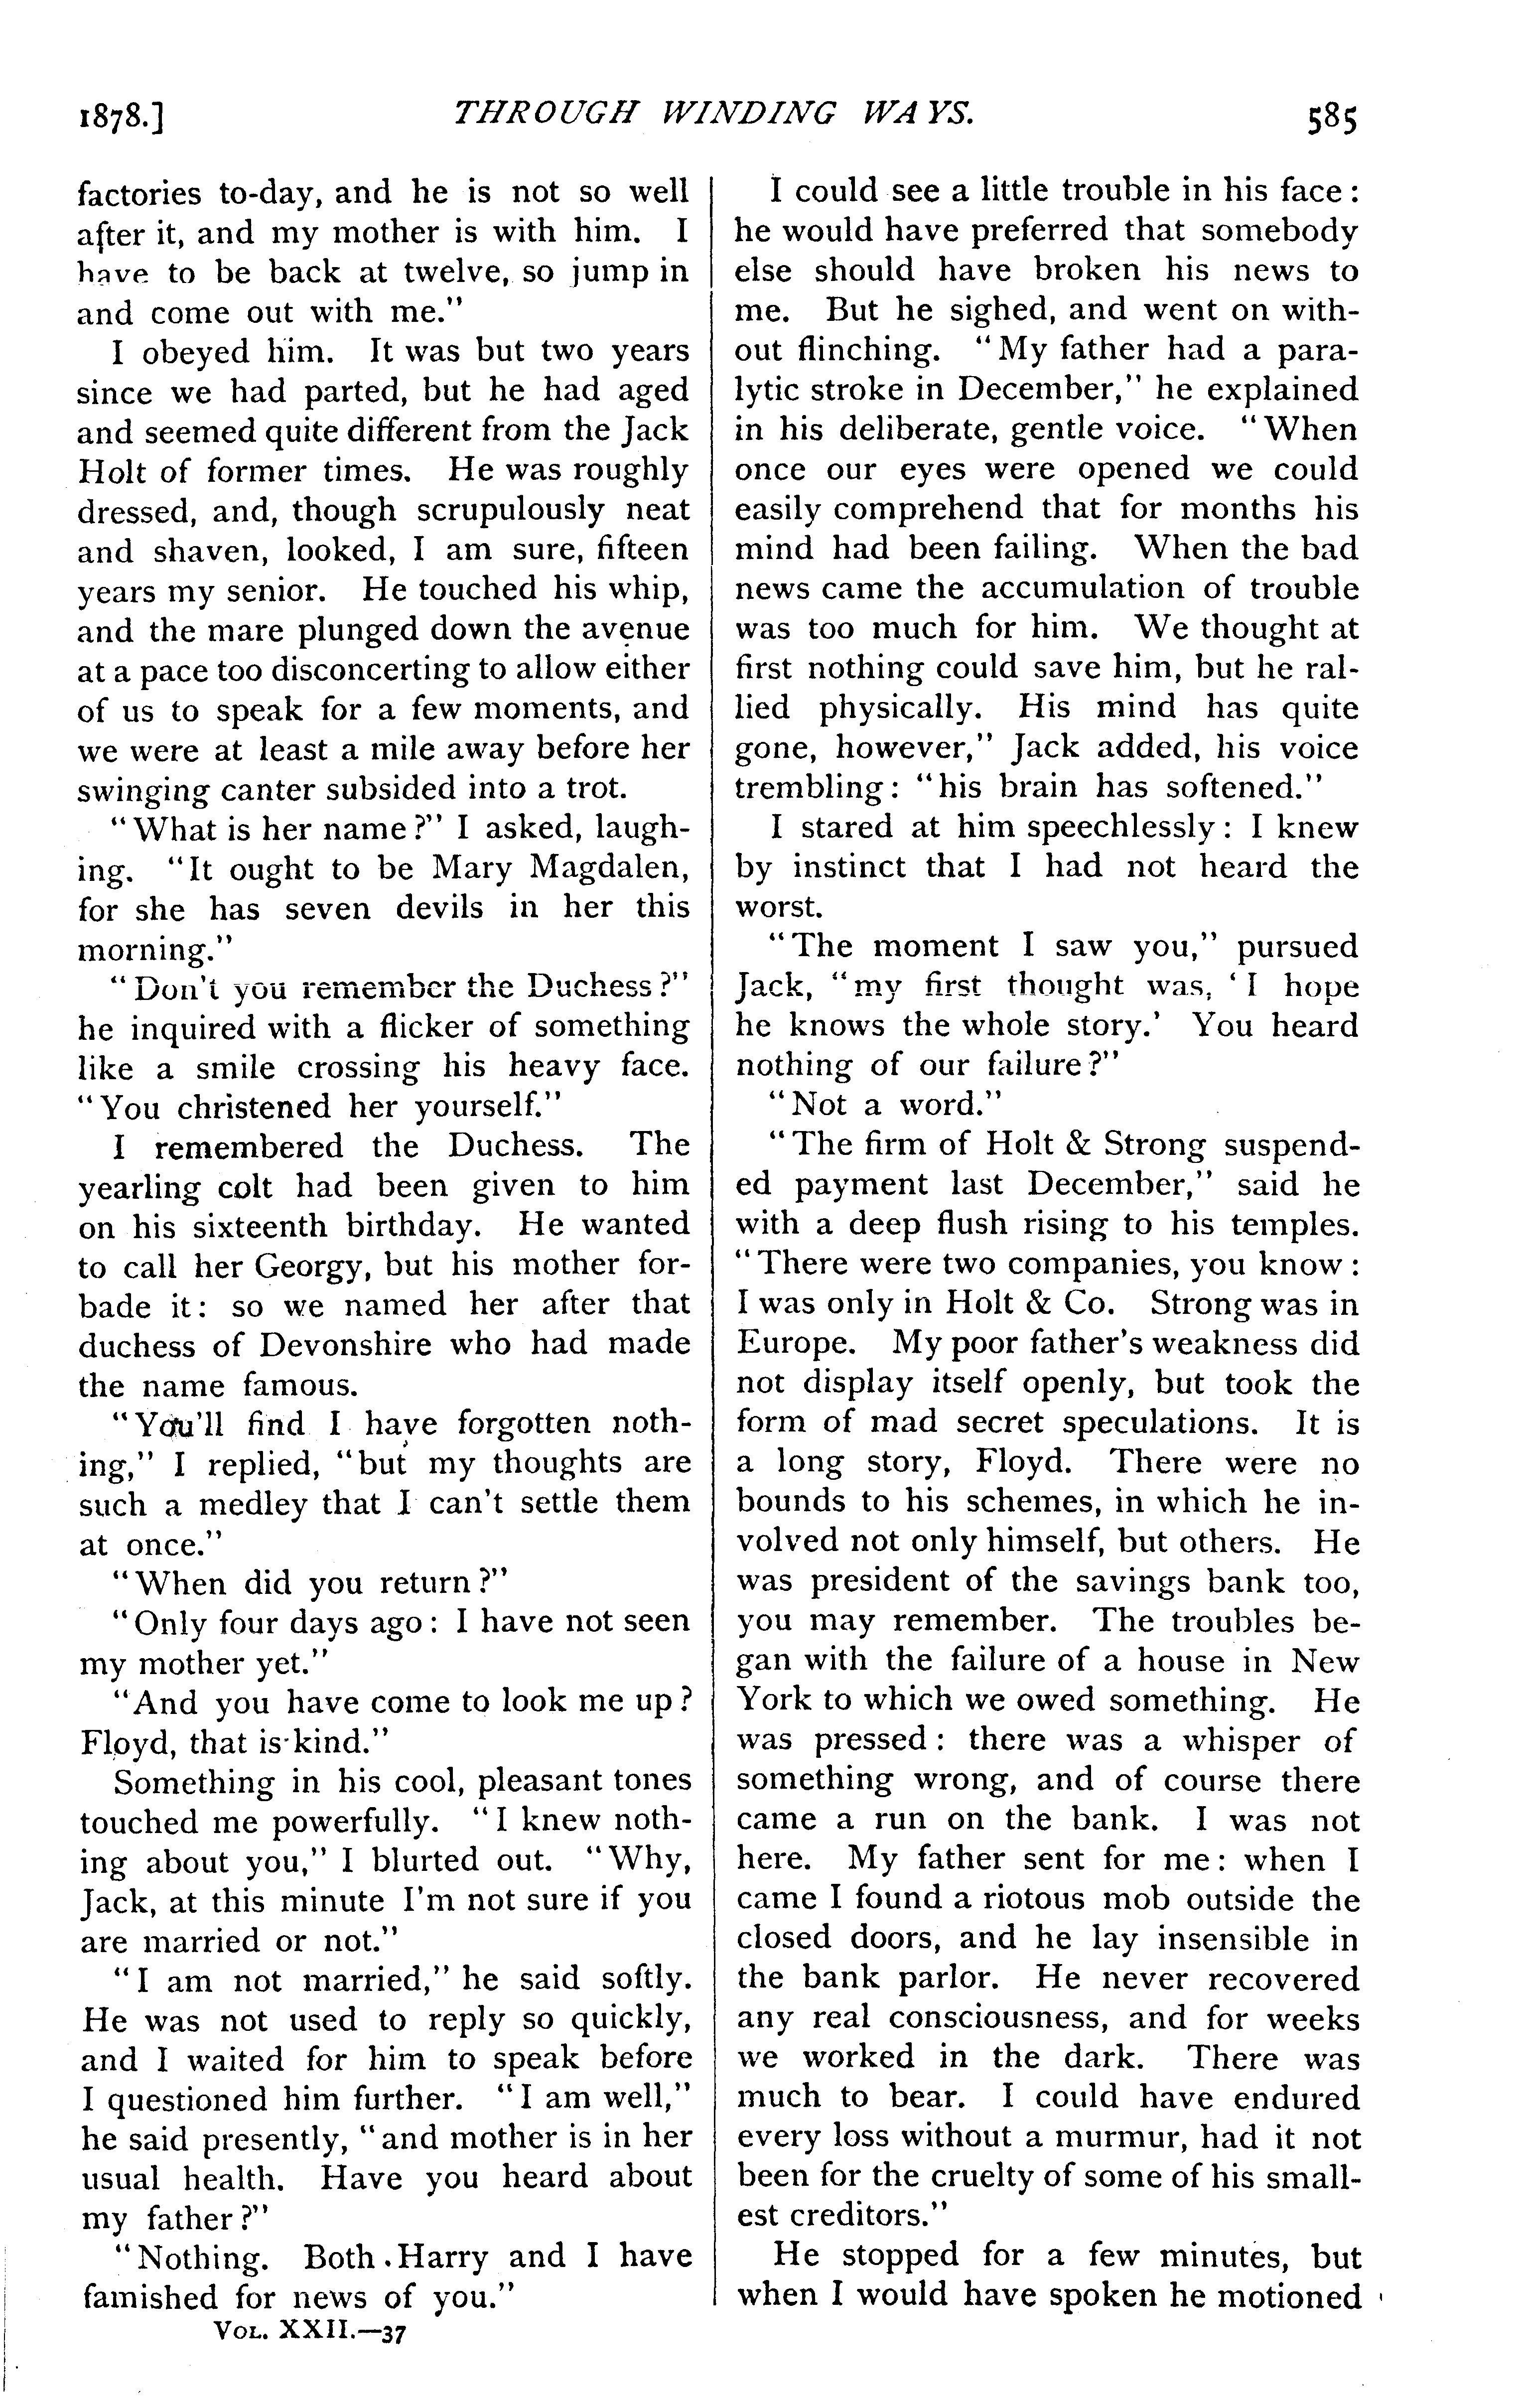 1878.] THROUGH WINDING WAYS. 585
factories to-day, and he is not so well
after it, and my mother is with him. I
have to be back at twelve, so jump in
and come out with me."
I obeyed him. It was but two years
since we had parted, but he had aged
and seemed quite different from the Jack
Holt of former times. He was roughly
dressed, and, though scrupulously neat
and shaven, looked, I am sure, fifteen
years my senior. He touched his whip,
and the mare plunged down the avenue
at a pace too disconcerting to allow either
of us to speak for a few moments, and
we were at least a mile away before her
swinging canter subsided into a trot.
"What is her name?" I asked, laugh-
ing. "It ought to be Mary Magdalen,
for she has seven devils in her this
morning."
"Don't you remember the Duchess?"
he inquired with a flicker of something
like a smile crossing his heavy face.
"You christened her yourself."
I remembered the Duchess. The
yearling colt had been given to him
on his sixteenth birthday. He wanted
to call her Georgy, but his mother for-
bade it: so we named her after that
duchess of Devonshire who had made
the name famous.
"You'll find I have forgotten noth-
ing," I replied, "but my thoughts are
such a medley that I can't settle them
at once."
"When did you return?"
"Only four days ago: I have not seen
my mother yet."
"And you have come to look me up?
Floyd, that is kind."
Something in his cool, pleasant tones
touched me powerfully. "I knew noth-
ing about you," I blurted out. "Why,
Jack, at this minute I'm not sure if you
are married or not."
"I am not married," he said softly.
He was not used to reply so quickly,
and I waited for him to speak before
I questioned him further. "I am well,"
he said presently, "and mother is in her
usual health. Have you heard about
my father?"
"Nothing. Both Harry and I have
famished for news of you."
VOL. XXII.—37
I could see a little trouble in his face:
he would have preferred that somebody
else should have broken his news to
me. But he sighed, and went on with-
out flinching. "My father had a para-
lytic stroke in December," he explained
in his deliberate, gentle voice. "When
once our eyes were opened we could
easily comprehend that for months his
mind had been failing. When the bad
news came the accumulation of trouble
was too much for him. We thought at
first nothing could save him, but he ral-
lied physically. His mind has quite
gone, however," Jack added, his voice
trembling: "his brain has softened."
I stared at him speechlessly: I knew
by instinct that I had not heard the
worst.
"The moment I saw you," pursued
Jack, "my first thought was, 'I hope
he knows the whole story.' You heard
nothing of our failure?"
"Not a word."
"The firm of Holt & Strong suspend-
ed payment last December," said he
with a deep flush rising to his temples.
"There were two companies, you know:
I was only in Holt & Co. Strong was in
Europe. My poor father's weakness did
not display itself openly, but took the
form of mad secret speculations. It is
a long story, Floyd. There were no
bounds to his schemes, in which he in-
volved not only himself, but others. He
was president of the savings bank too,
you may remember. The troubles be-
gan with the failure of a house in New
York to which we owed something. He
was pressed: there was a whisper of
something wrong, and of course there
came a run on the bank. I was not
here. My father sent for me: when I
came I found a riotous mob outside the
closed doors, and he lay insensible in
the bank parlor. He never recovered
any real consciousness, and for weeks
we worked in the dark. There was
much to bear. I could have endured
every loss without a murmur, had it not
been for the cruelty of some of his small-
est creditors."
He stopped for a few minutes, but
when I would have spoken he motioned